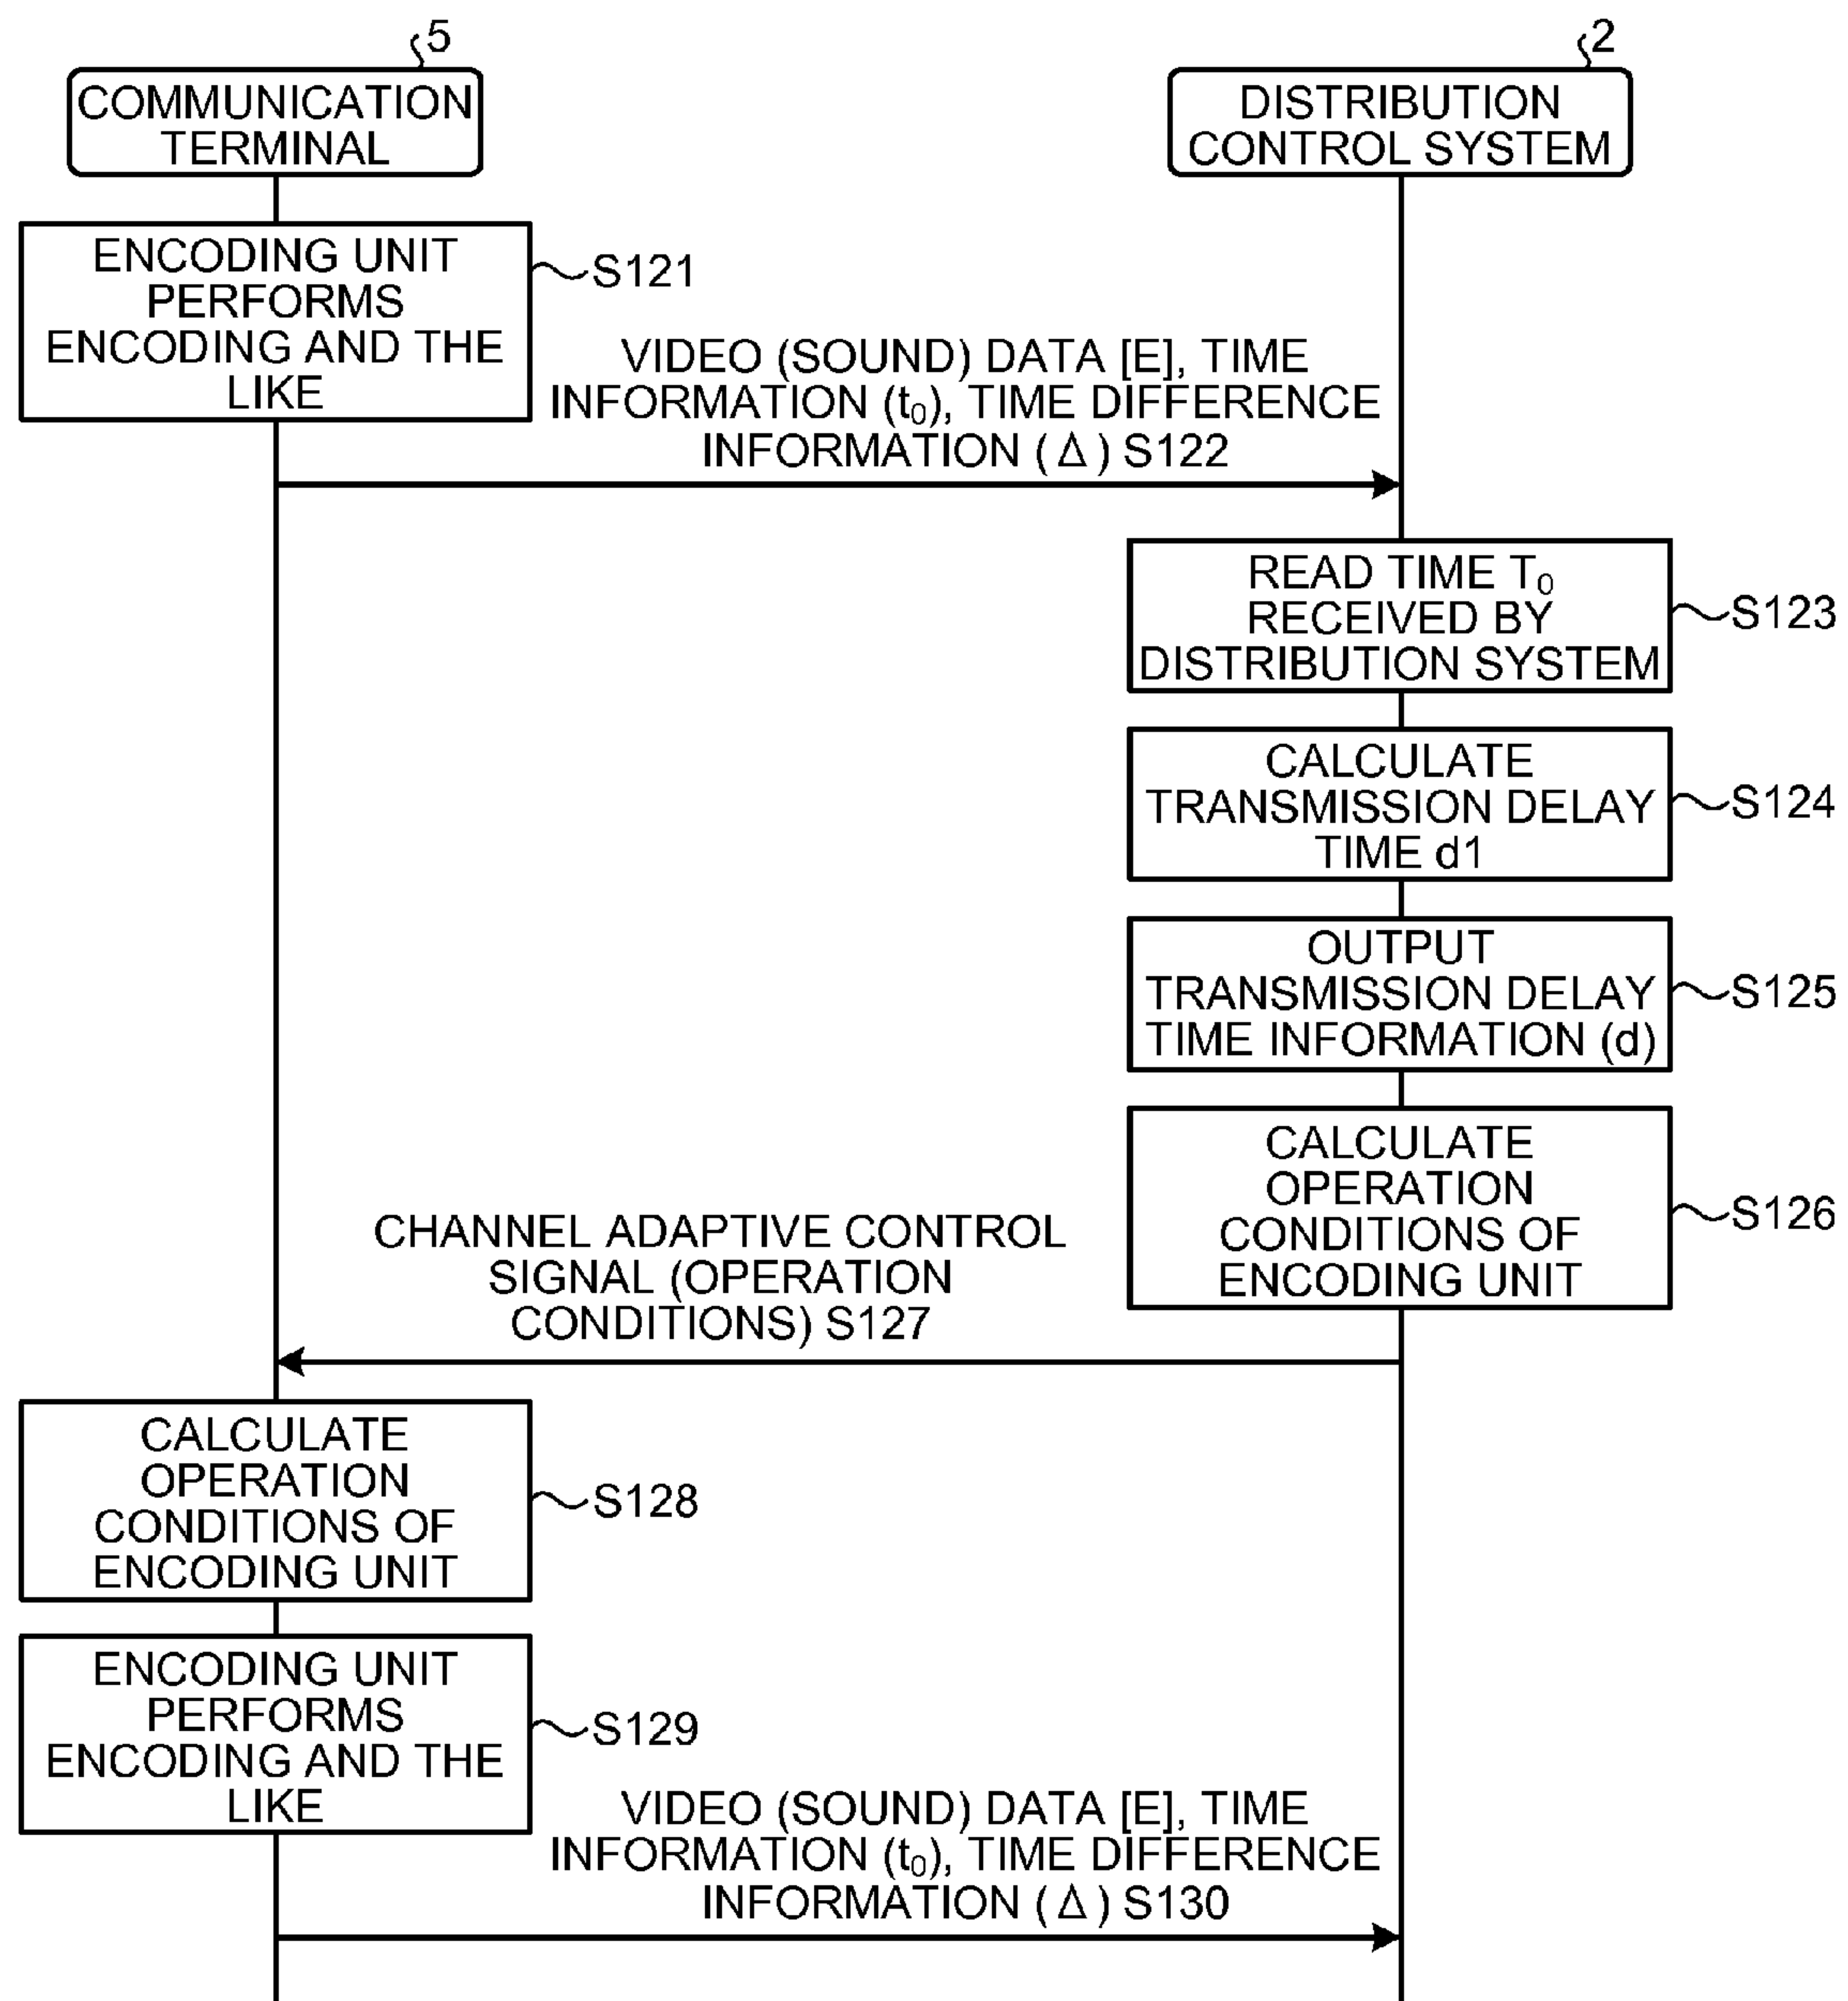 5
2
COMMUNICATION
TERMINAL
DISTRIBUTION
CONTROL SYSTEM
ENCODING UNIT
PERFORMS
ENCODING AND THE
LIKE
S121
VIDEO (SOUND) DATA [E], TIME
INFORMATION (t₀), TIME DIFFERENCE
INFORMATION (Δ) S122
READ TIME T₀
RECEIVED BY
DISTRIBUTION SYSTEM
S123
CALCULATE
TRANSMISSION DELAY
TIME d1
S124
OUTPUT
TRANSMISSION DELAY
TIME INFORMATION (d)
S125
CALCULATE
OPERATION
CONDITIONS OF
ENCODING UNIT
S126
CHANNEL ADAPTIVE CONTROL
SIGNAL (OPERATION
CONDITIONS) S127
CALCULATE
OPERATION
CONDITIONS OF
ENCODING UNIT
S128
ENCODING UNIT
PERFORMS
ENCODING AND THE
LIKE
S129
VIDEO (SOUND) DATA [E], TIME
INFORMATION (t₀), TIME DIFFERENCE
INFORMATION (Δ) S130